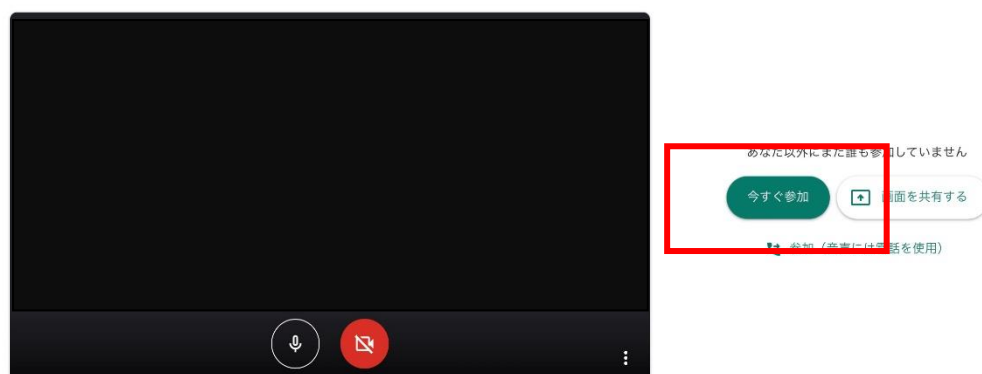 あなた以外にまだ誰も参加していません
今すぐ参加
画面を共有する
参加（音声には電話を使用）